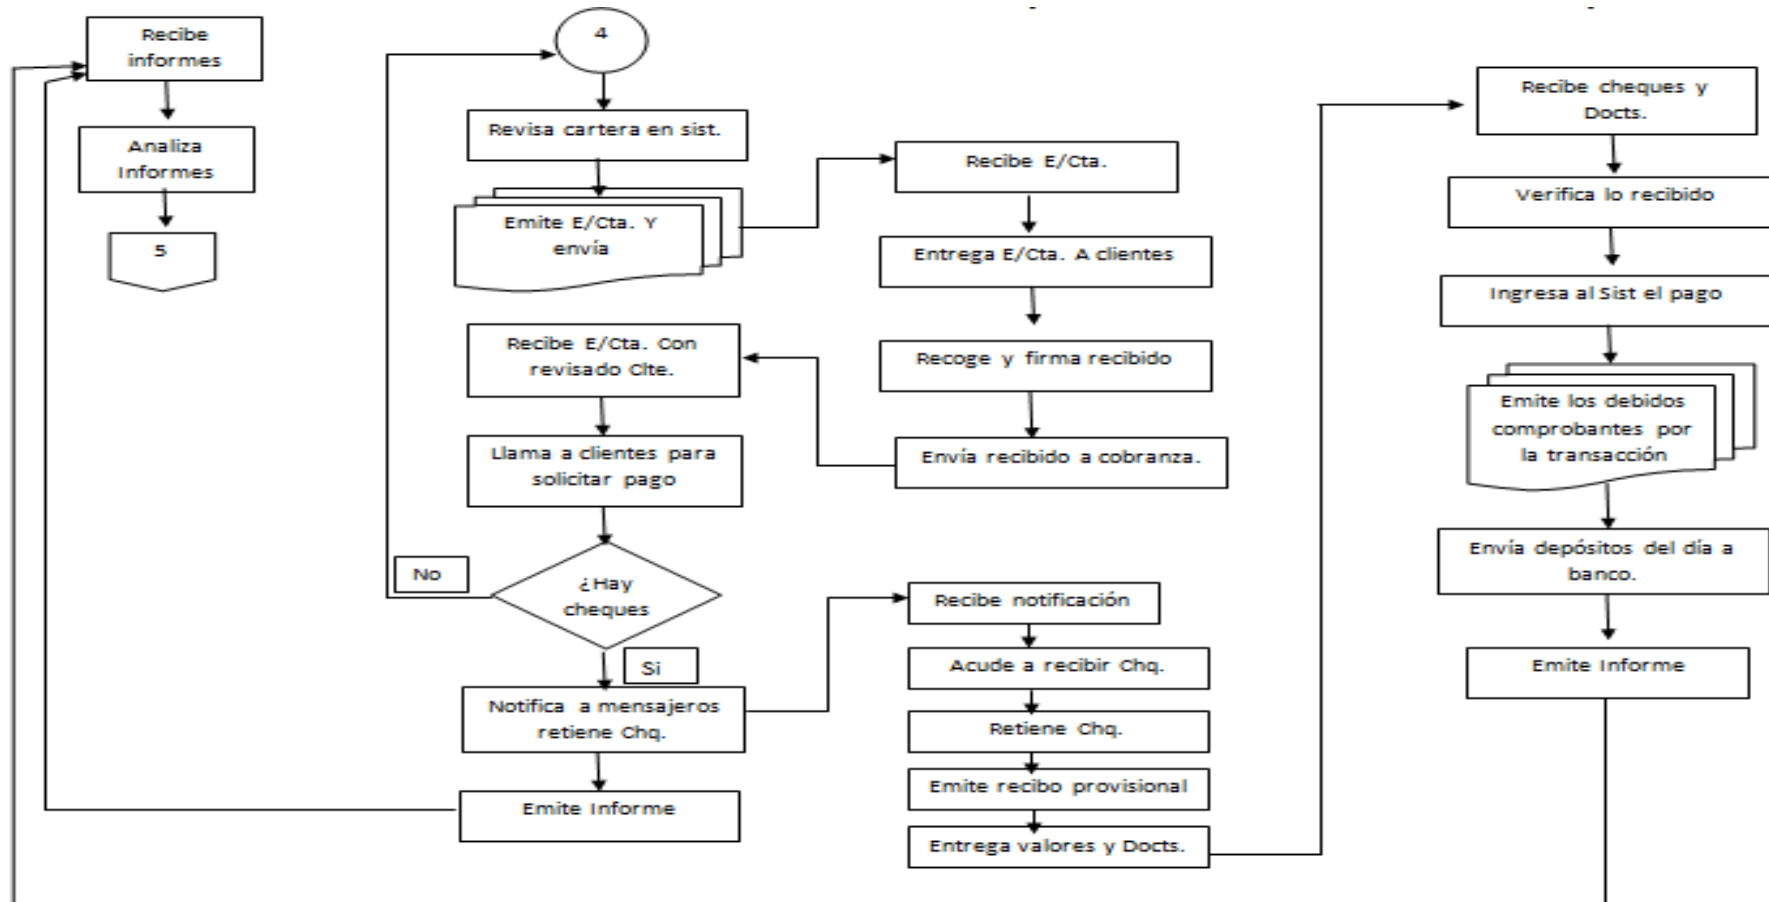 Recibe
informes
Analiza
Informes
5
4
Revisa cartera en sist.
Emite E/Cta. Y
envía
Recibe E/Cta. Con
revisado Clte.
Llama a clientes para
solicitar pago
No
¿Hay
cheques
Si
Notifica a mensajeros
retiene Chq.
Emite Informe
Recibe E/Cta.
Entrega E/Cta. A clientes
Recoge y firma recibido
Envía recibido a cobranza.
Recibe notificación
Acude a recibir Chq.
Retiene Chq.
Emite recibo provisional
Entrega valores y Docts.
Recibe cheques y
Docts.
Verifica lo recibido
Ingresa al Sist el pago
Emite los debidos
comprobantes por
la transacción
Envía depósitos del día a
banco.
Emite Informe